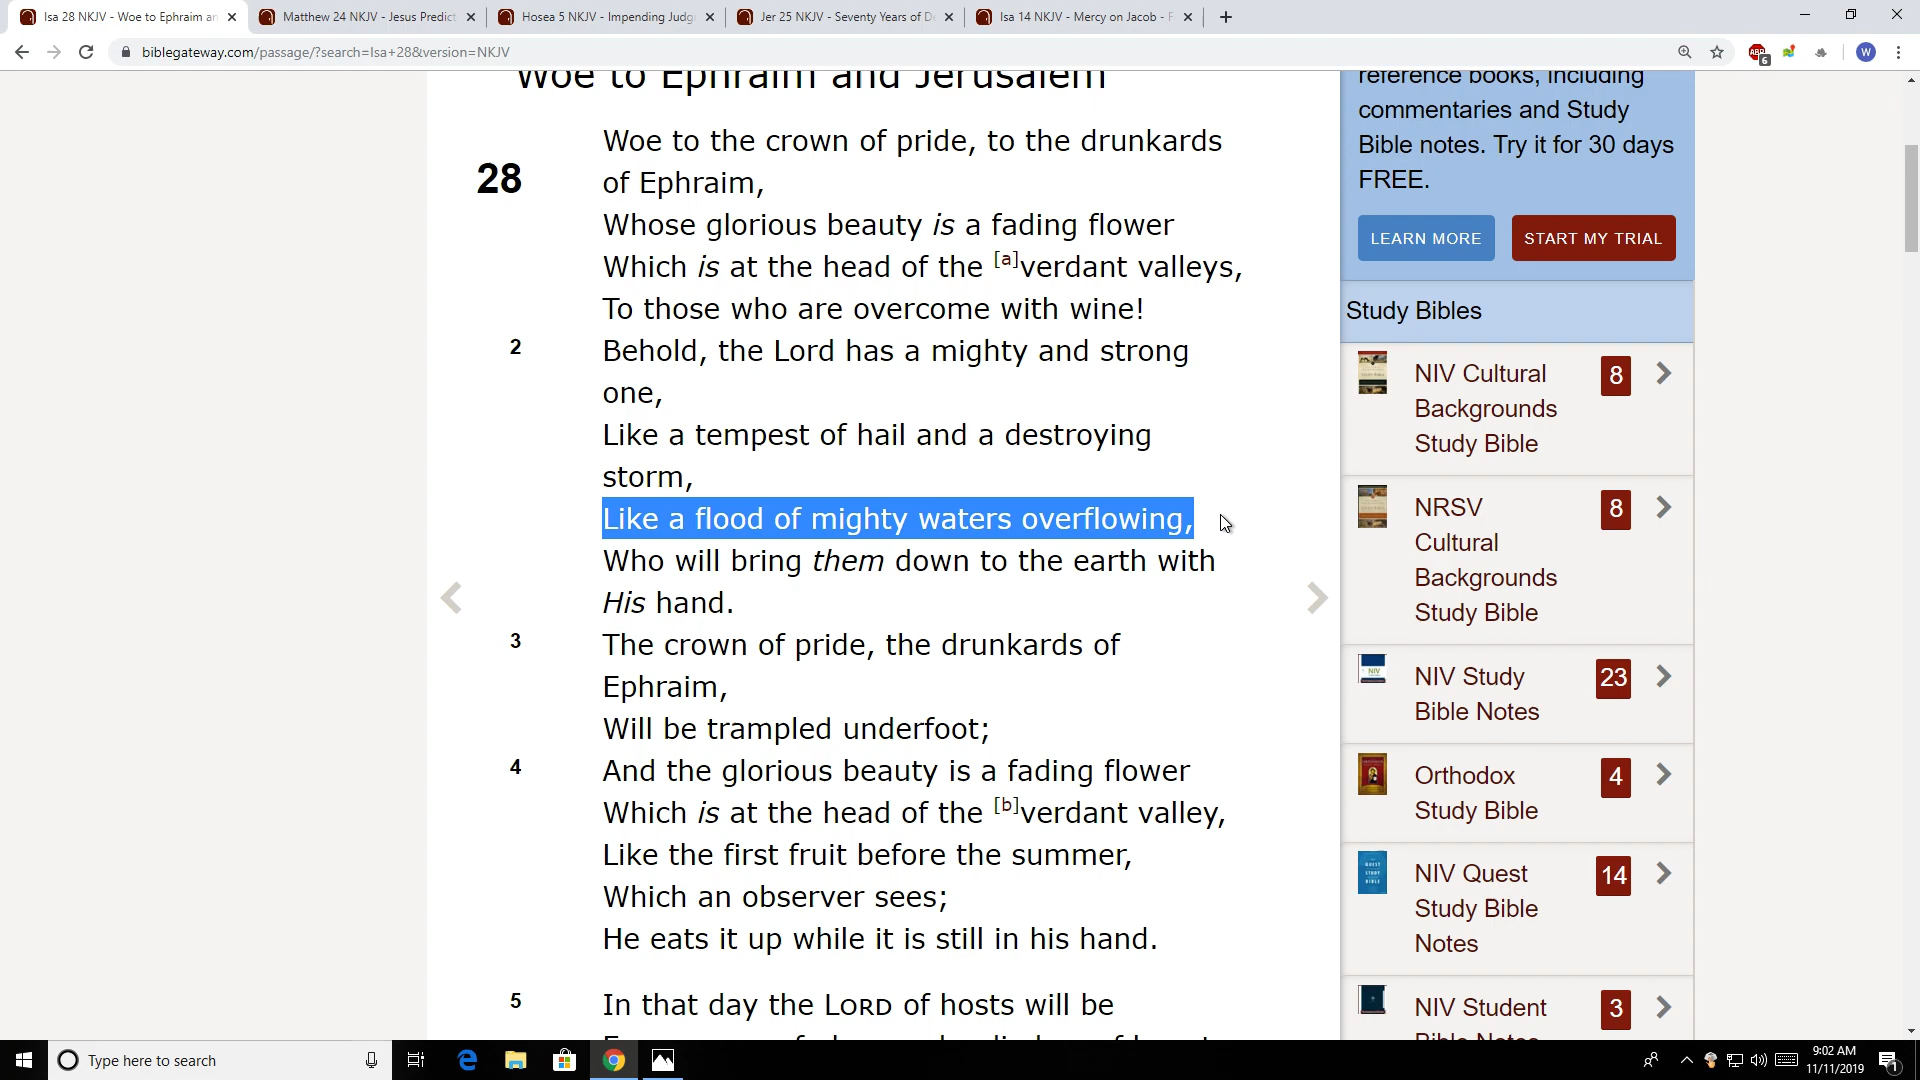 Isa 28 NKJV - Woe to Ephraim an
Matthew 24 NKJV - Jesus Predict
Hosea 5 NKJV - Impending Judg
Jer 25 NKJV - Seventy Years of D
Isa 14 NKJV - Mercy on Jacob - F
biblegateway.com/passage/?search=Isa+28&version=NKJV
ABP
6
W
Woe to Ephraim and Jerusalem
28
Woe to the crown of pride, to the drunkards
of Ephraim,
Whose glorious beauty is a fading flower
Which is at the head of the [a]verdant valleys,
To those who are overcome with wine!
2
Behold, the Lord has a mighty and strong
one,
Like a tempest of hail and a destroying
storm,
Like a flood of mighty waters overflowing,
Who will bring them down to the earth with
His hand.
3
The crown of pride, the drunkards of
Ephraim,
Will be trampled underfoot;
4
And the glorious beauty is a fading flower
Which is at the head of the [b]verdant valley,
Like the first fruit before the summer,
Which an observer sees;
He eats it up while it is still in his hand.
5
In that day the LORD of hosts will be
reference books, including
commentaries and Study
Bible notes. Try it for 30 days
FREE.
LEARN MORE
START MY TRIAL
Study Bibles
NIV Cultural
Backgrounds
Study Bible
8
NRSV
Cultural
Backgrounds
Study Bible
8
NIV Study
Bible Notes
23
Orthodox
Study Bible
4
NIV Quest
Study Bible
Notes
14
NIV Student
Bible Notes
3
Type here to search
9:02 AM
11/11/2019
1